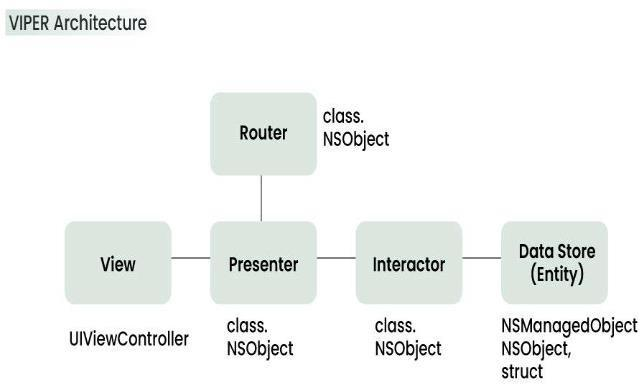 VIPER Architecture
Router
class.
NSObject
View
Presenter
Interactor
Data Store
(Entity)
UIViewController
class.
NSObject
class.
NSObject
NSManagedObject
NSObject,
struct